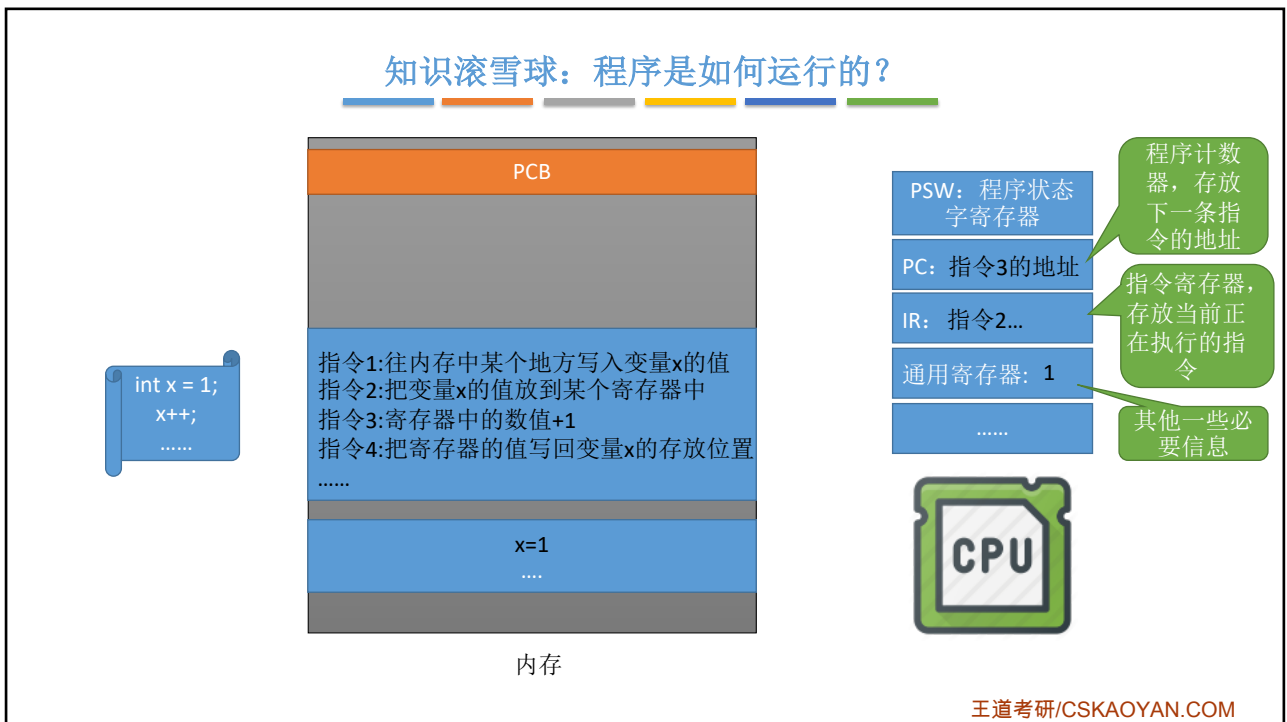 知识滚雪球：程序是如何运行的？
PCB
指令1:往内存中某个地方写入变量x的值
指令2:把变量x的值放到某个寄存器中
指令3:寄存器中的数值+1
指令4:把寄存器的值写回变量x的存放位置
......
x=1
....
内存
int x = 1;
x++;
......
PSW：程序状态
字寄存器
PC：指令3的地址
IR： 指令2...
通用寄存器: 1
......
程序计数
器，存放
下一条指
令的地址
指令寄存器，
存放当前正
在执行的指
令
其他一些必
要信息
CPU
王道考研/CSKAOYAN.COM